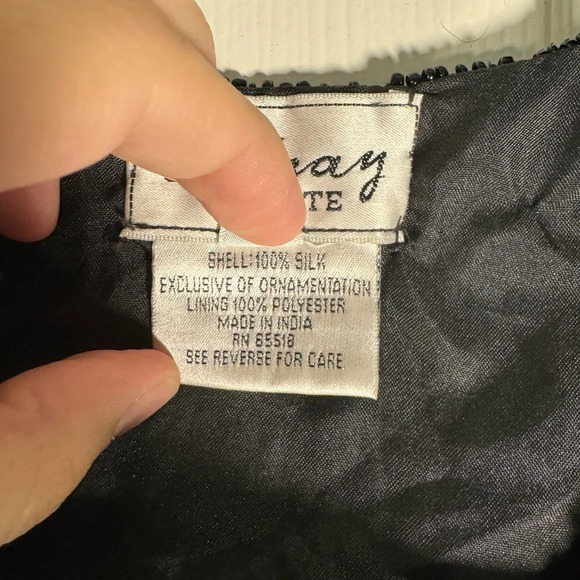 SHELL: 100% SILK
EXCLUSIVE OF ORNAMENTATION
LINING 100% POLYESTER
MADE IN INDIA
RN 65518
SEE REVERSE FOR CARE